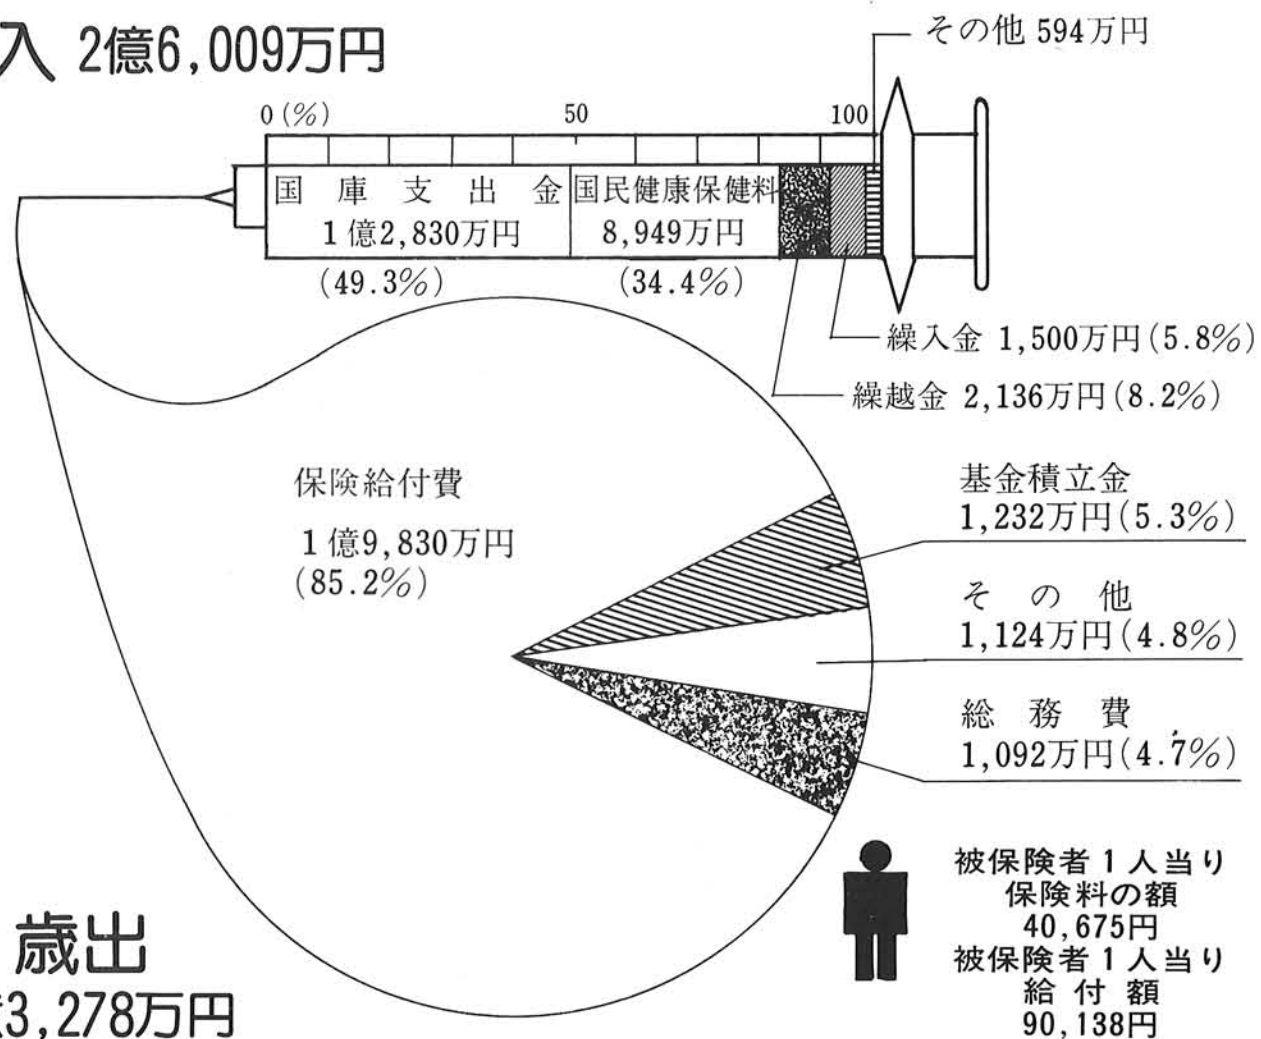 入 2億6,009万円
その他 594万円
0(%) 50 100
国庫支出金
1億2,830万円
(49.3%)
国民健康保健料
8,949万円
(34.4%)
繰入金 1,500万円(5.8%)
繰越金 2,136万円(8.2%)
保険給付費
1億9,830万円
(85.2%)
基金積立金
1,232万円(5.3%)
その他
1,124万円(4.8%)
総務費
1,092万円(4.7%)
被保険者1人当り
保険料の額
40,675円
被保険者1人当り
給付額
90,138円
歳出
億3,278万円